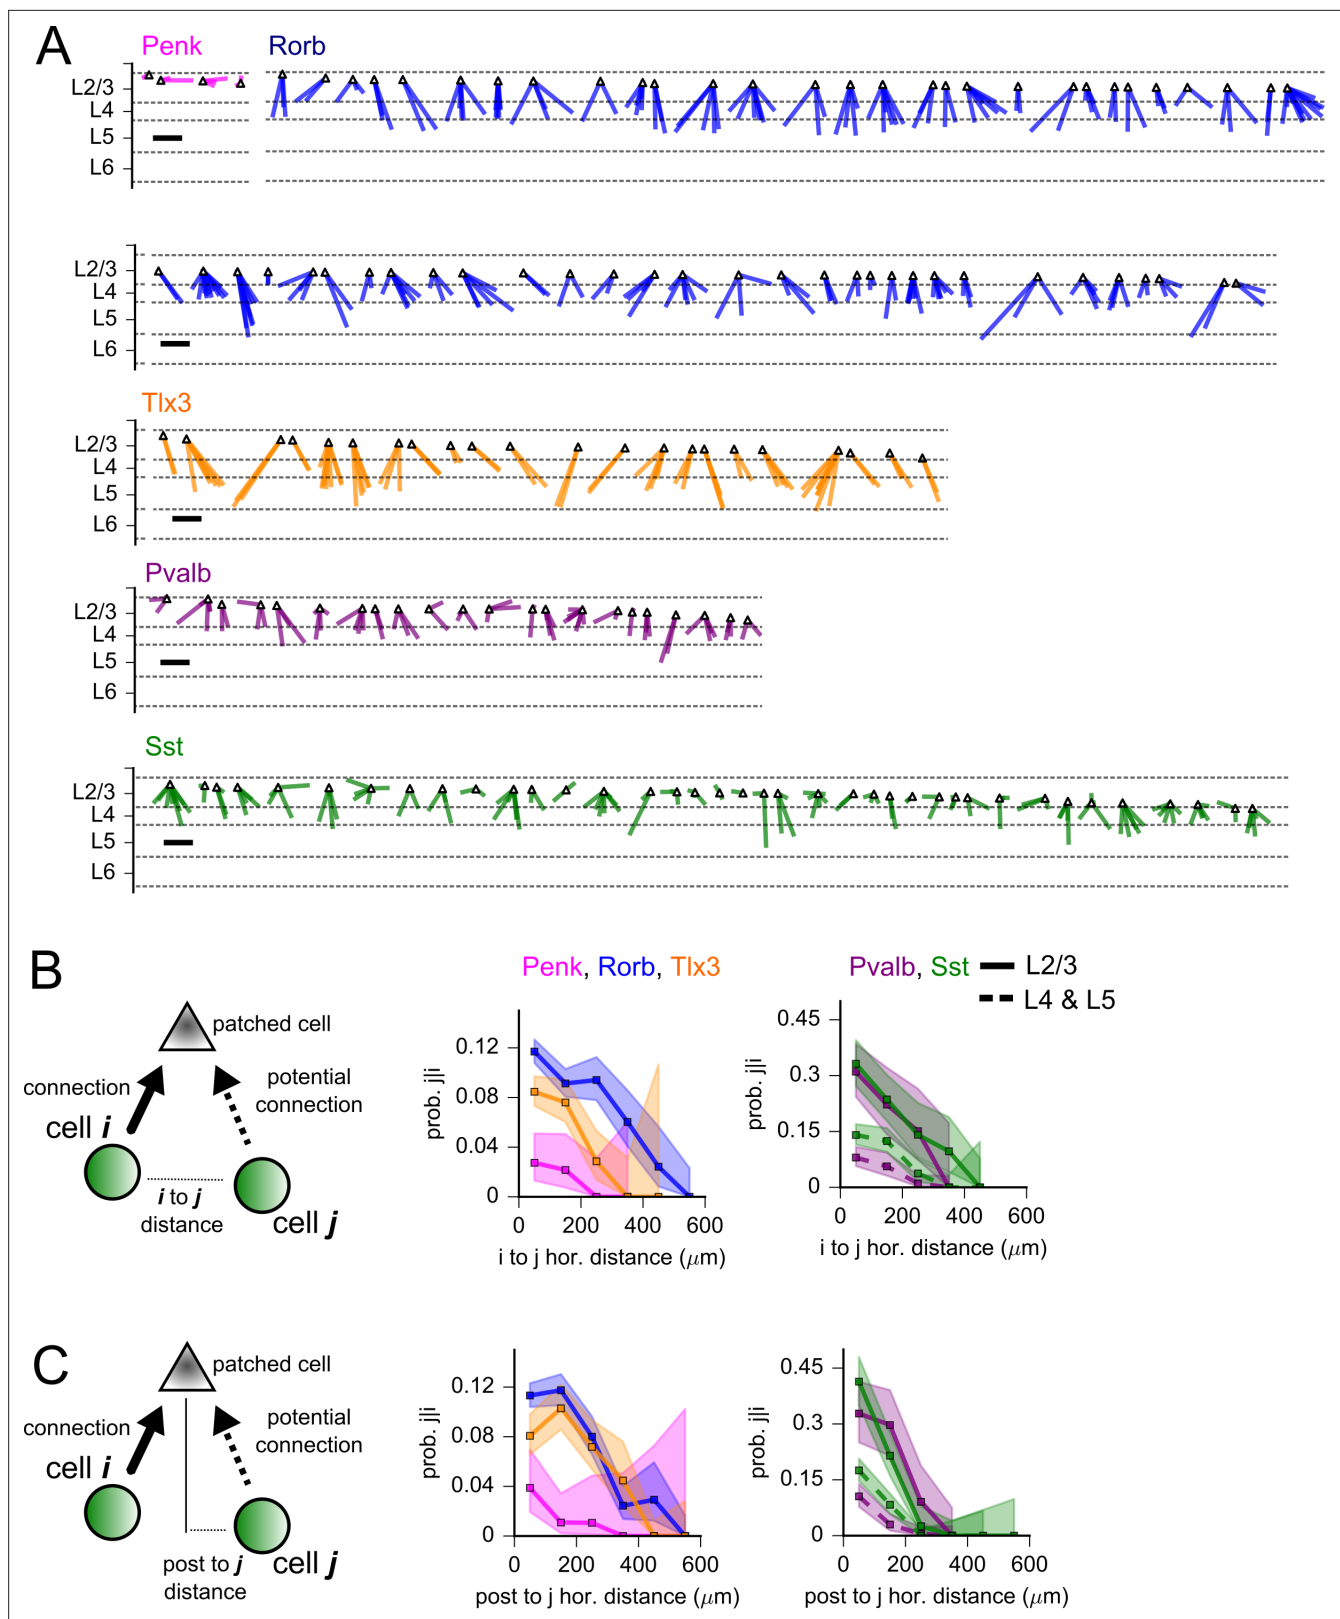 A
Penk
Rorb
L2/3
L4
L5
L6
L2/3
L4
L5
L6
Tlx3
L2/3
L4
L5
L6
Pvalb
L2/3
L4
L5
L6
Sst
L2/3
L4
L5
L6
B
patched cell
connection
potential
connection
cell i
i to j
distance
cell j
Penk, Rorb, Tlx3
prob. j|i
0.12
0.08
0.04
0
0 200 400 600
i to j hor. distance (μm)
Pvalb, Sst
L2/3
L4 & L5
prob. j|i
0.45
0.3
0.15
0
0 200 400 600
i to j hor. distance (μm)
C
patched cell
connection
potential
connection
cell i
post to j
distance
cell j
prob. j|i
0.12
0.08
0.04
0
0 200 400 600
post to j hor. distance (μm)
prob. j|i
0.45
0.3
0.15
0
0 200 400 600
post to j hor. distance (μm)